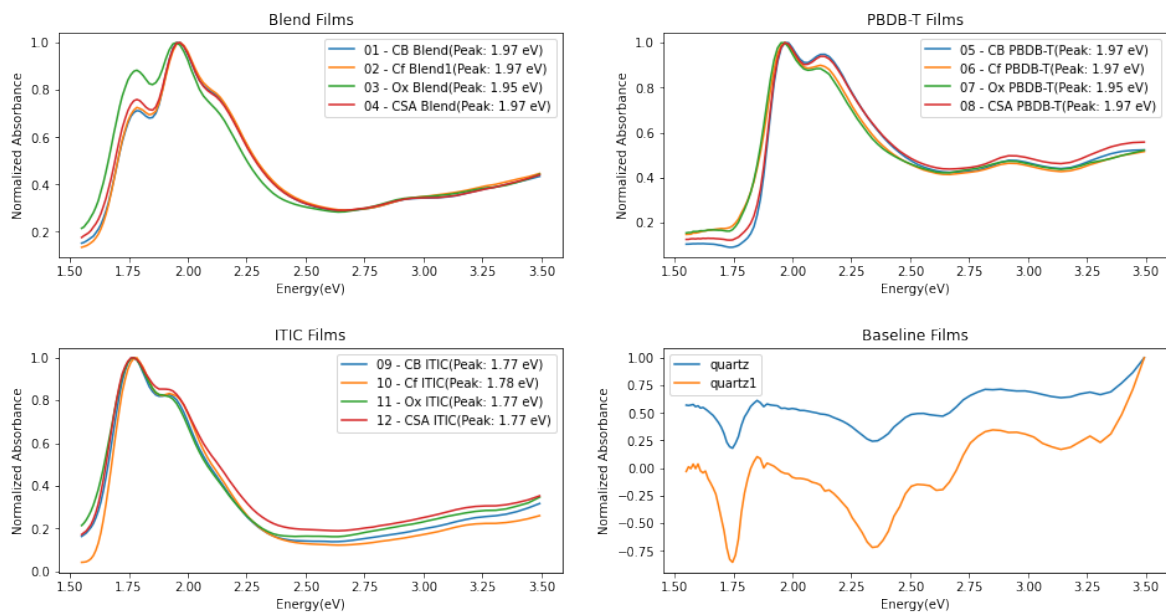 Blend Films
Normalized Absorbance
1.0
0.8
0.6
0.4
0.2
01 - CB Blend(Peak: 1.97 eV)
02 - Cf Blend1(Peak: 1.97 eV)
03 - Ox Blend(Peak: 1.95 eV)
04 - CSA Blend(Peak: 1.97 eV)
1.50 1.75 2.00 2.25 2.50 2.75 3.00 3.25 3.50
Energy(eV)
PBDB-T Films
Normalized Absorbance
1.0
0.8
0.6
0.4
0.2
05 - CB PBDB-T(Peak: 1.97 eV)
06 - Cf PBDB-T(Peak: 1.97 eV)
07 - Ox PBDB-T(Peak: 1.95 eV)
08 - CSA PBDB-T(Peak: 1.97 eV)
1.50 1.75 2.00 2.25 2.50 2.75 3.00 3.25 3.50
Energy(eV)
ITIC Films
Normalized Absorbance
1.0
0.8
0.6
0.4
0.2
0.0
09 - CB ITIC(Peak: 1.77 eV)
10 - Cf ITIC(Peak: 1.78 eV)
11 - Ox ITIC(Peak: 1.77 eV)
12 - CSA ITIC(Peak: 1.77 eV)
1.50 1.75 2.00 2.25 2.50 2.75 3.00 3.25 3.50
Energy(eV)
Baseline Films
Normalized Absorbance
1.00
0.75
0.50
0.25
0.00
−0.25
−0.50
−0.75
quartz
quartz1
1.50 1.75 2.00 2.25 2.50 2.75 3.00 3.25 3.50
Energy(eV)